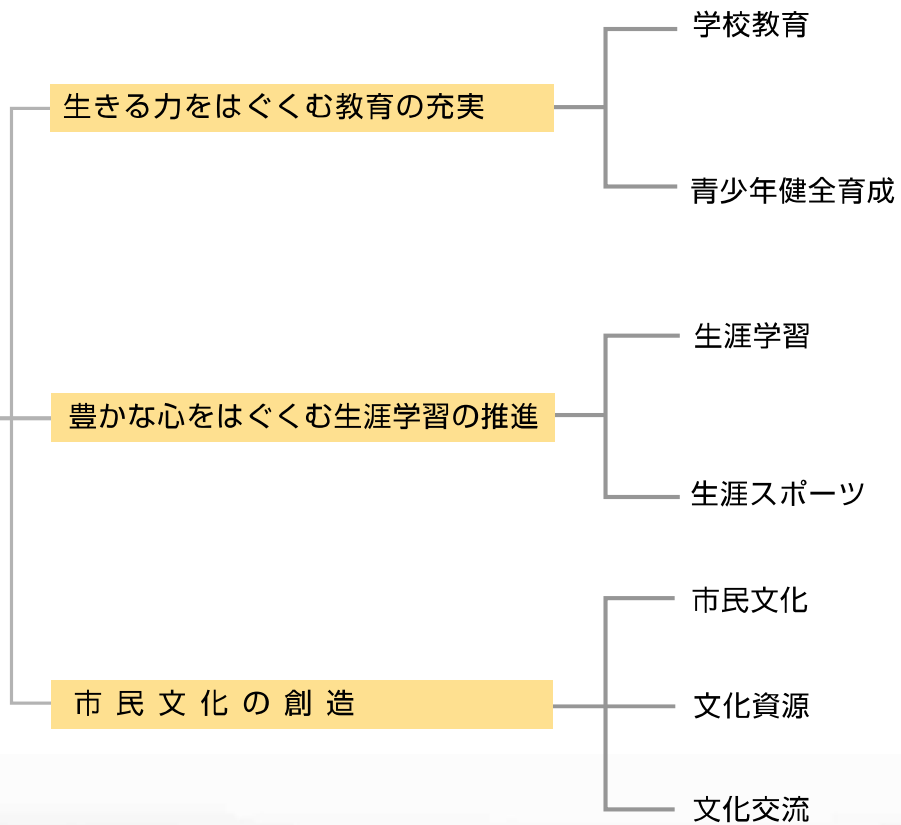 生きる力をはぐくむ教育の充実
学校教育
青少年健全育成
豊かな心をはぐくむ生涯学習の推進
生涯学習
生涯スポーツ
市民文化の創造
市民文化
文化資源
文化交流